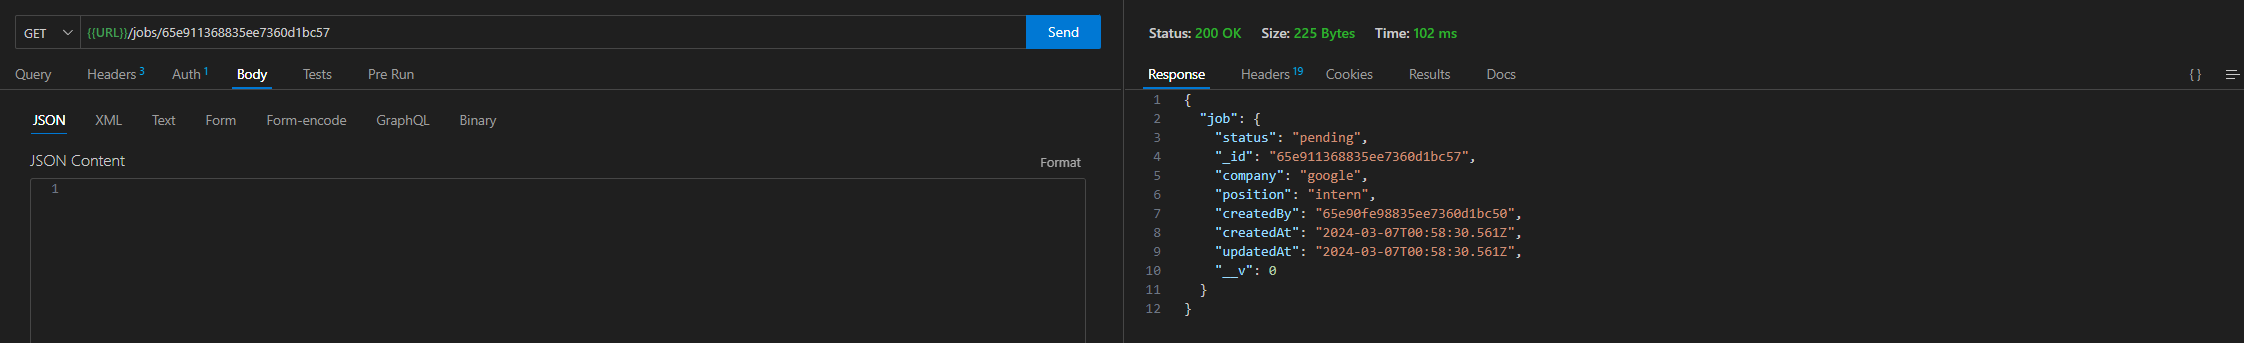 GET {{URL}}/jobs/65e911368835ee7360d1bc57 Send
Query Headers 3 Auth 1 Body Tests Pre Run
JSON XML Text Form Form-encode GraphQL Binary
JSON Content Format
1
Status: 200 OK Size: 225 Bytes Time: 102 ms
Response Headers 19 Cookies Results Docs { }
1 {
2 "job": {
3 "status": "pending",
4 "_id": "65e911368835ee7360d1bc57",
5 "company": "google",
6 "position": "intern",
7 "createdBy": "65e90fe98835ee7360d1bc50",
8 "createdAt": "2024-03-07T00:58:30.561Z",
9 "updatedAt": "2024-03-07T00:58:30.561Z",
10 "__v": 0
11 }
12 }